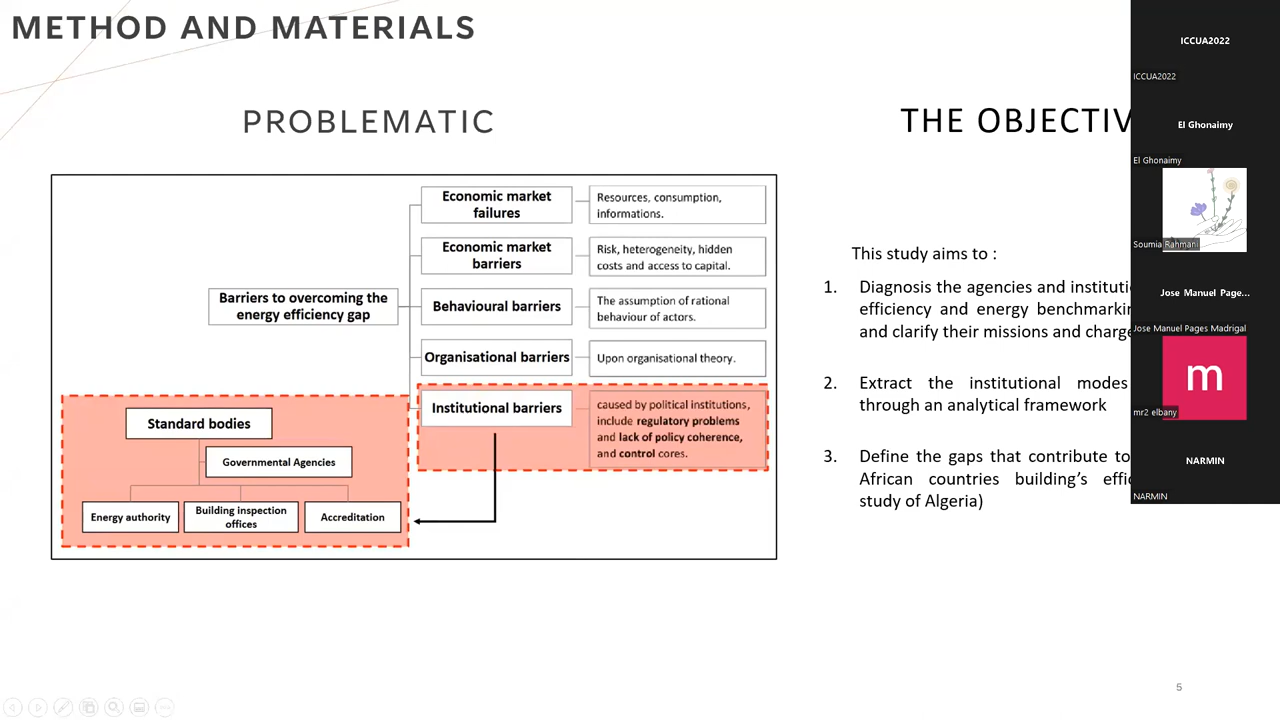 METHOD AND MATERIALS
PROBLEMATIC
Barriers to overcoming the
energy efficiency gap
Economic market
failures
Resources, consumption,
informations.
Economic market
barriers
Risk, heterogeneity, hidden
costs and access to capital.
Behavioural barriers
The assumption of rational
behaviour of actors.
Organisational barriers
Upon organisational theory.
Institutional barriers
caused by political institutions,
include regulatory problems
and lack of policy coherence,
and control cores.
Standard bodies
Governmental Agencies
Energy authority
Building inspection
offices
Accreditation
THE OBJECTIV
This study aims to :
1. Diagnosis the agencies and instituti
efficiency and energy benchmarkin
and clarify their missions and charge
2. Extract the institutional modes
through an analytical framework
3. Define the gaps that contribute to
African countries building’s effic
study of Algeria)
5
ICCUA2022
ICCUA2022
El Ghonaimy
El Ghonaimy
Soumia Rahmani
Jose Manuel Page...
Jose Manuel Pages Madrigal
m
mr2 elbany
NARMIN
NARMIN